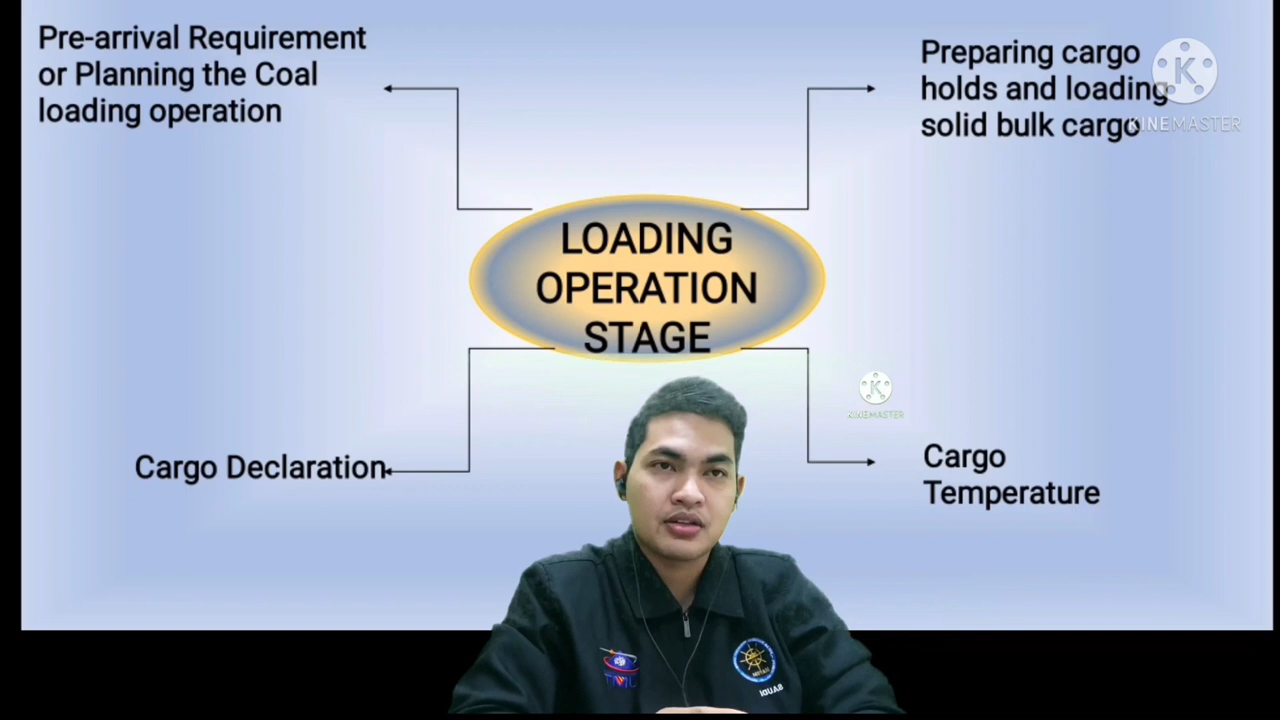 Pre-arrival Requirement
or Planning the Coal
loading operation
Preparing cargo
holds and loading
solid bulk cargo
K
KINEMASTER
LOADING
OPERATION
STAGE
K
KINEMASTER
Cargo Declaration
Cargo
Temperature